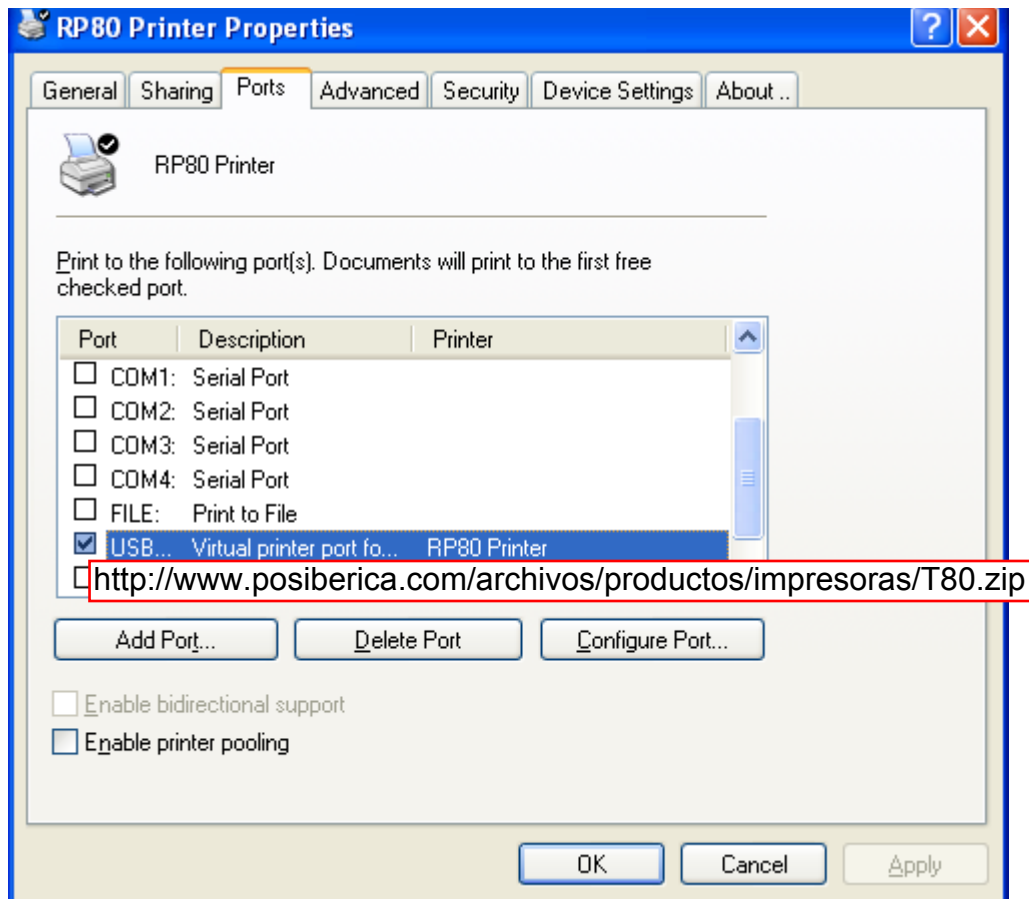 RP80 Printer Properties
General Sharing Ports Advanced Security Device Settings About ..
RP80 Printer
Print to the following port(s). Documents will print to the first free
checked port.
Port Description Printer
COM1: Serial Port
COM2: Serial Port
COM3: Serial Port
COM4: Serial Port
FILE: Print to File
USB... Virtual printer port fo... RP80 Printer
http://www.posiberica.com/archivos/productos/impresoras/T80.zip
Add Port... Delete Port Configure Port...
Enable bidirectional support
Enable printer pooling
OK Cancel Apply